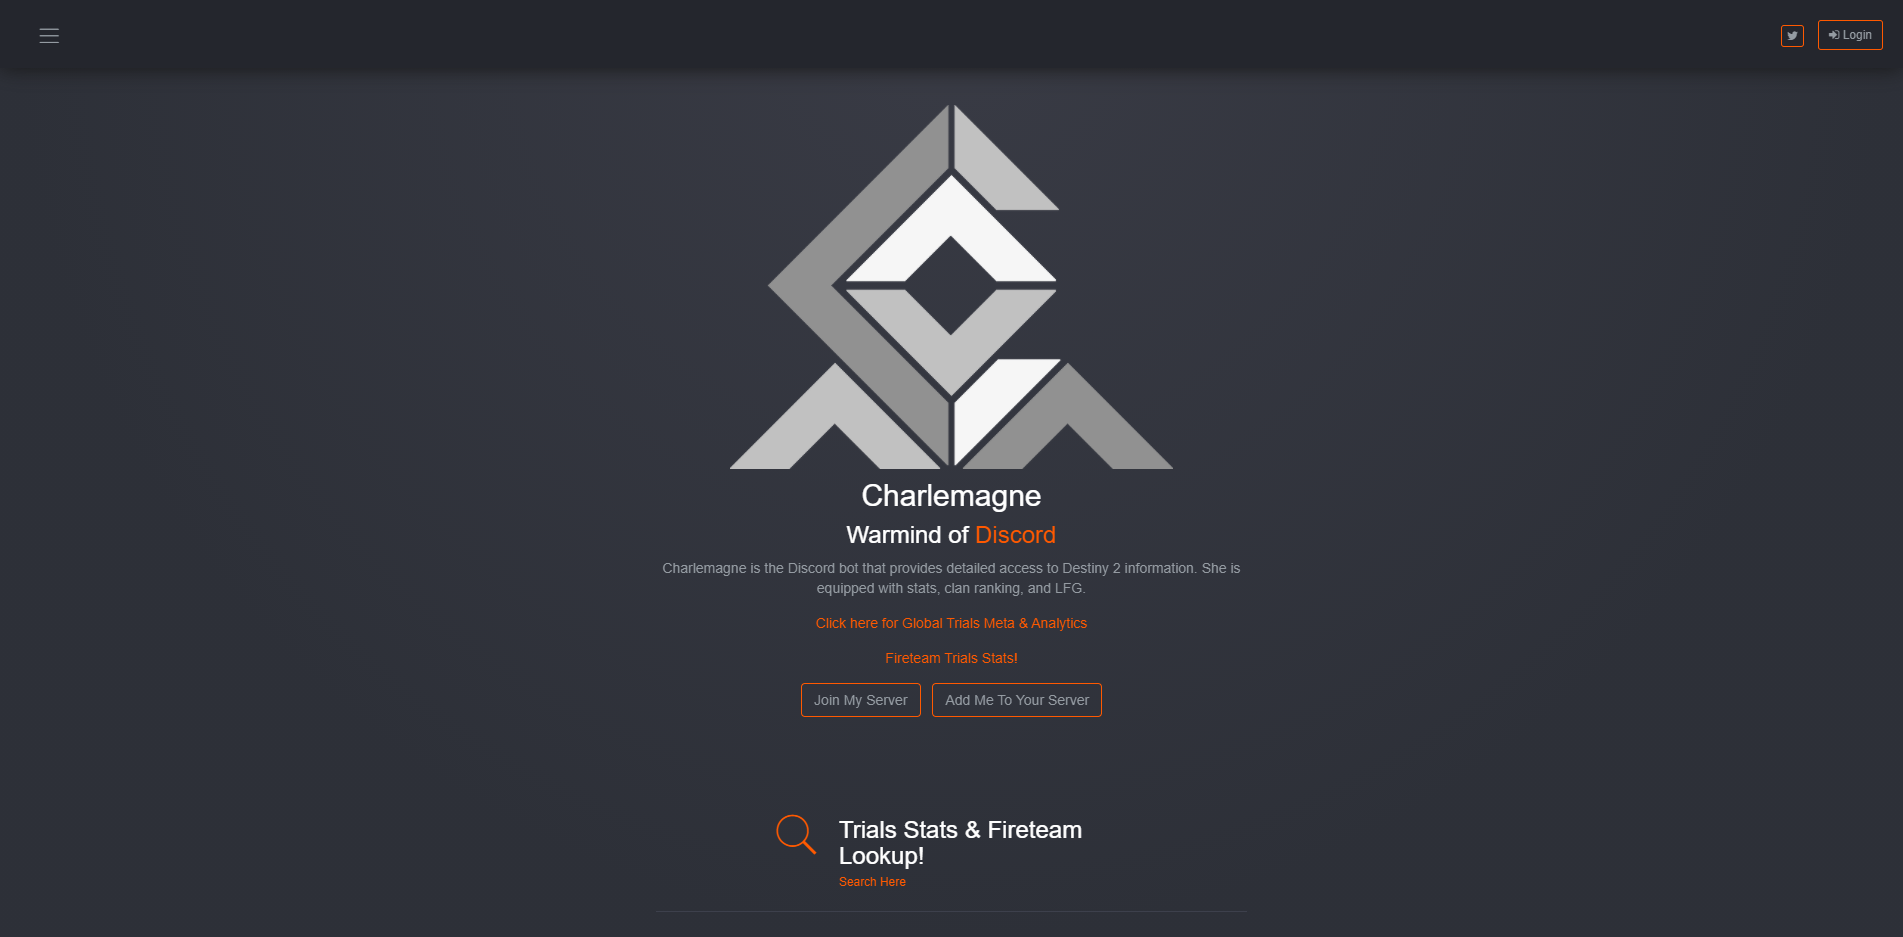 Login
Charlemagne
Warmind of Discord
Charlemagne is the Discord bot that provides detailed access to Destiny 2 information. She is
equipped with stats, clan ranking, and LFG.
Click here for Global Trials Meta & Analytics
Fireteam Trials Stats!
Join My Server
Add Me To Your Server
Trials Stats & Fireteam
Lookup!
Search Here